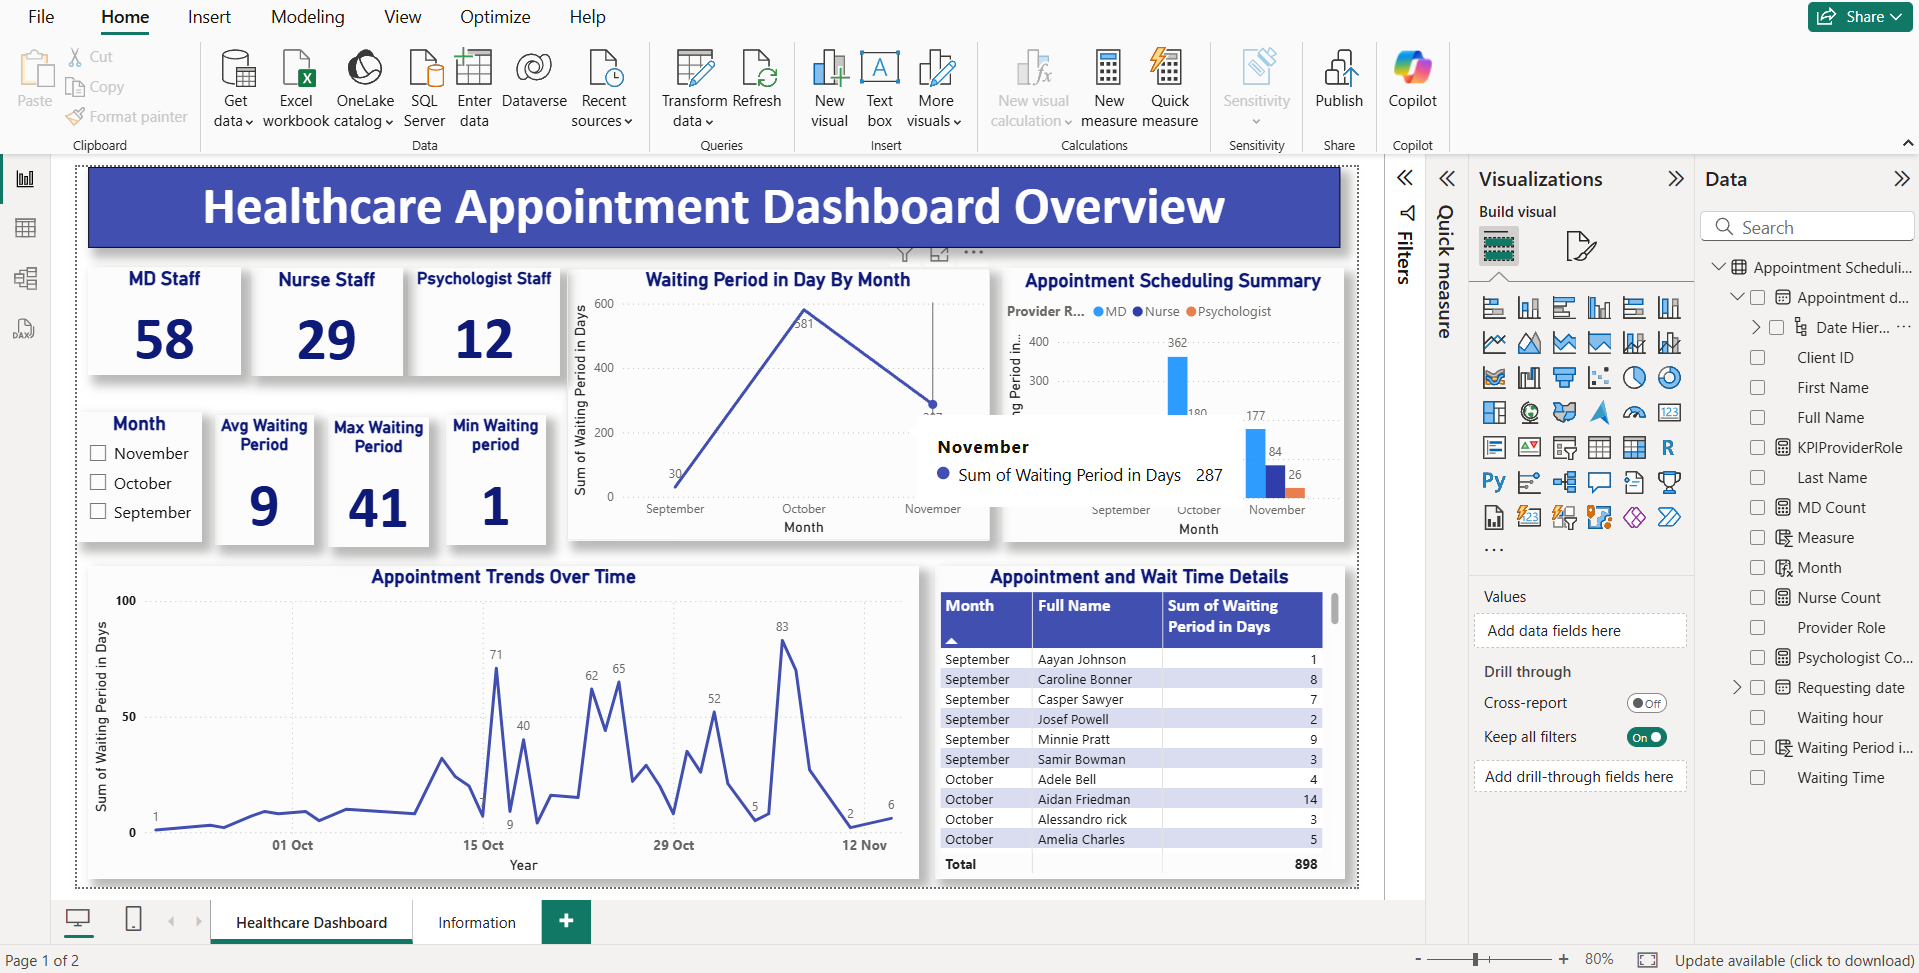 File Home Insert Modeling View Optimize Help Share
Paste
Cut
Copy
Format painter
Clipboard
Get data
Excel workbook
OneLake catalog
SQL Server
Enter data
Dataverse
Recent sources
Data
Transform data
Refresh
Queries
New visual
Text box
More visuals
Insert
New visual calculation
New measure
Quick measure
Calculations
Sensitivity
Sensitivity
Publish
Share
Copilot
Copilot
Healthcare Appointment Dashboard Overview
MD Staff
58
Nurse Staff
29
Psychologist Staff
12
Month
November
October
September
Avg Waiting Period
9
Max Waiting Period
41
Min Waiting period
1
Waiting Period in Day By Month
Sum of Waiting Period in Days
600
400
200
0
30
581
September October November
Month
November
Sum of Waiting Period in Days 287
Appointment Scheduling Summary
Provider R... MD Nurse Psychologist
400
300
362
180
177
84
26
September October November
Month
Appointment Trends Over Time
Sum of Waiting Period in Days
100
50
0
1
7
71
9
40
62
65
52
5
83
2
6
01 Oct 15 Oct 29 Oct 12 Nov
Year
Appointment and Wait Time Details
Month Full Name Sum of Waiting Period in Days
September Aayan Johnson 1
September Caroline Bonner 8
September Casper Sawyer 7
September Josef Powell 2
September Minnie Pratt 9
September Samir Bowman 3
October Adele Bell 4
October Aidan Friedman 14
October Alessandro rick 3
October Amelia Charles 5
Total 898
Filters
Quick measure
Visualizations
Build visual
123
R
Py
123
Values
Add data fields here
Drill through
Cross-report Off
Keep all filters On
Add drill-through fields here
Data
Search
Appointment Scheduli...
Appointment d...
Date Hier... ...
Client ID
First Name
Full Name
KPIProviderRole
Last Name
MD Count
Measure
Month
Nurse Count
Provider Role
Psychologist Co...
Requesting date
Waiting hour
Waiting Period i...
Waiting Time
Healthcare Dashboard Information +
Page 1 of 2
- + 80% Update available (click to download)